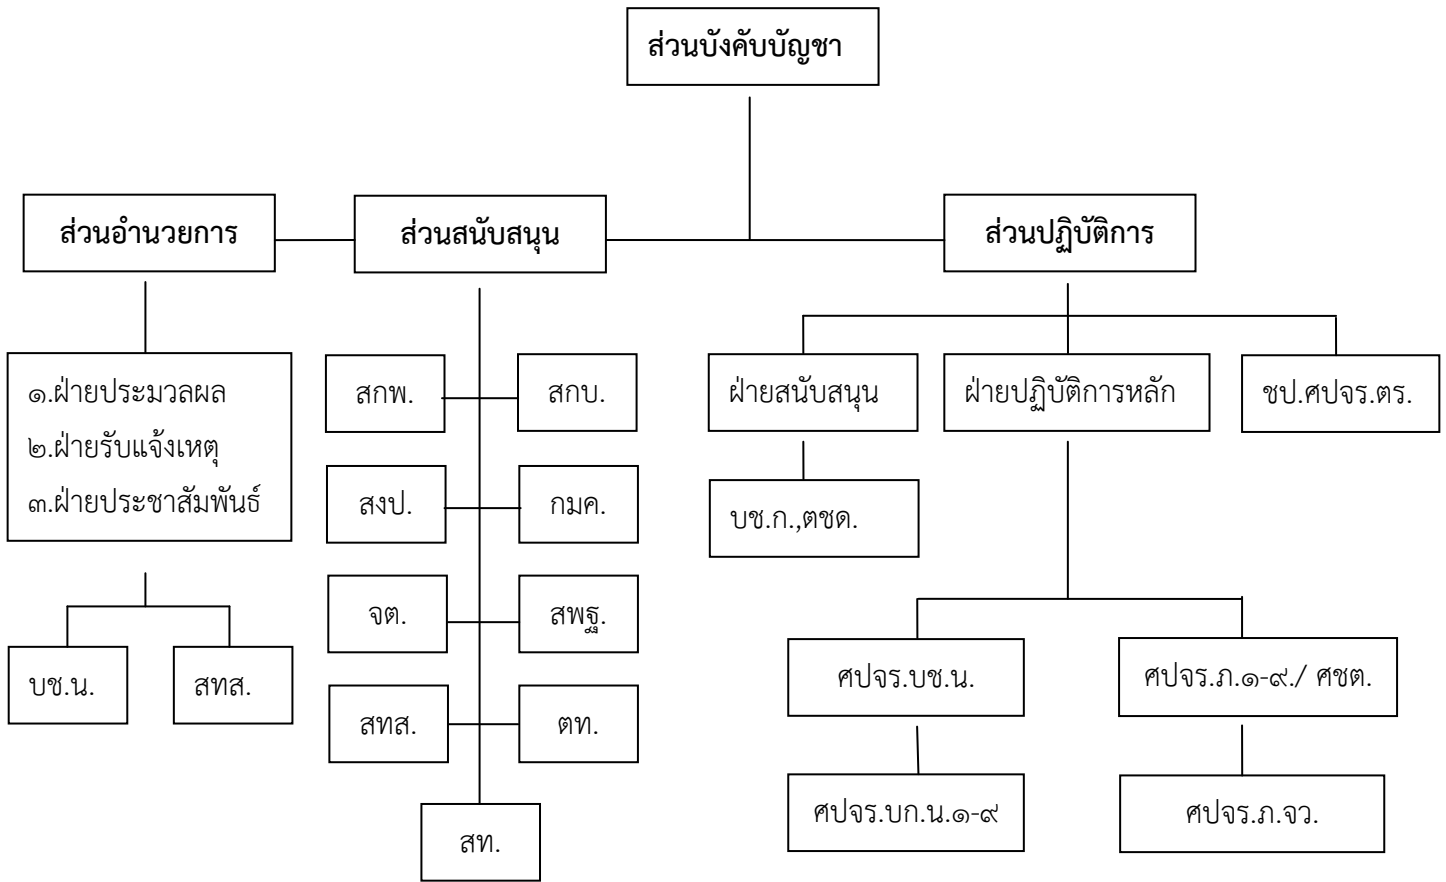 ส่วนบังคับบัญชา
ส่วนอำนวยการ
ส่วนสนับสนุน
ส่วนปฏิบัติการ
๑.ฝ่ายประมวลผล
๒.ฝ่ายรับแจ้งเหตุ
๓.ฝ่ายประชาสัมพันธ์
บช.น.
สทส.
สกพ.
สกบ.
สงป.
กมค.
จต.
สพฐ.
สทส.
ตท.
สท.
ฝ่ายสนับสนุน
ฝ่ายปฏิบัติการหลัก
ชป.ศปจร.ตร.
บช.ก.,ตชด.
ศปจร.บช.น.
ศปจร.ภ.๑-๙./ ศชต.
ศปจร.บก.น.๑-๙
ศปจร.ภ.จว.